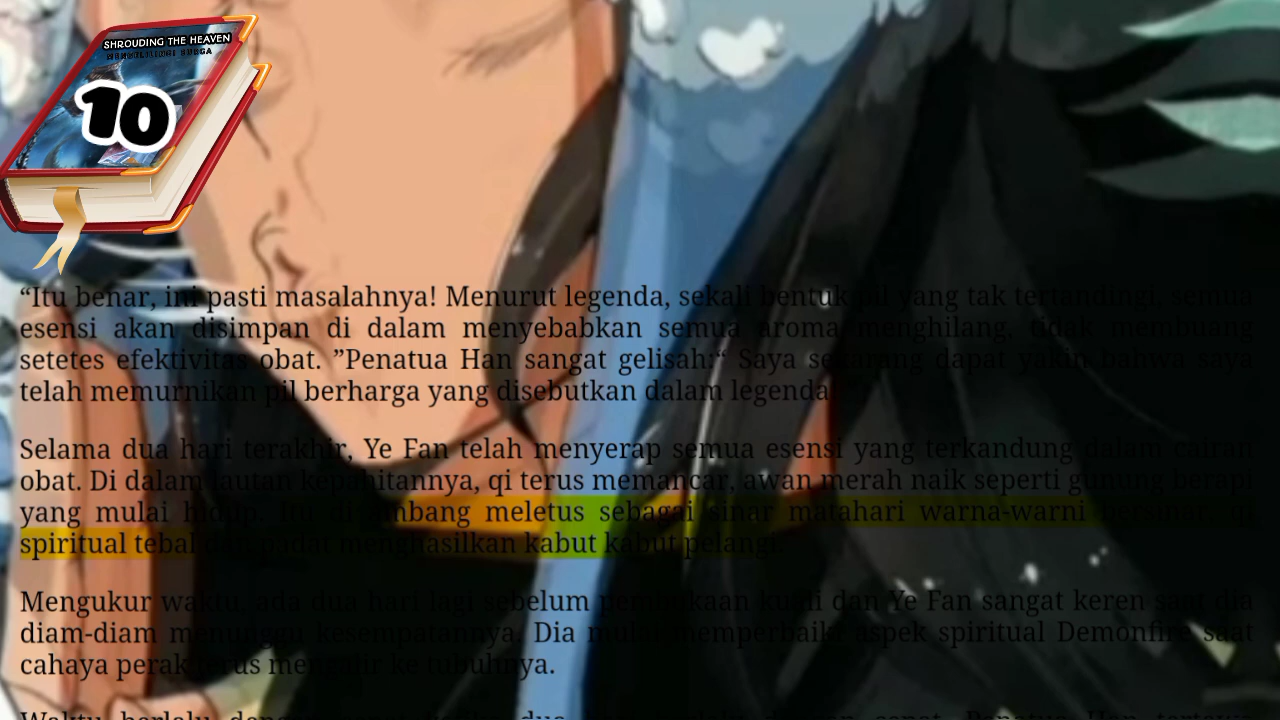 SHROUDING THE HEAVEN
MENYELIMUTI SURGA
10
“Itu benar, ini pasti masalahnya! Menurut legenda, sekali bentuk pil yang tak tertandingi, semua
esensi akan disimpan di dalam menyebabkan semua aroma menghilang, tidak membuang
setetes efektivitas obat. ”Penatua Han sangat gelisah:“ Saya sekarang dapat yakin bahwa saya
telah memurnikan pil berharga yang disebutkan dalam legenda
Selama dua hari terakhir, Ye Fan telah menyerap semua esensi yang terkandung dalam cairan
obat. Di dalam lautan kepahitannya, qi terus memancar, awan merah naik seperti gunung berapi
yang mulai hidup. Itu di ambang meletus sebagai sinar matahari warna-warni bersinar, qi
spiritual tebal dan padat menghasilkan kabut kabut pelangi.
Mengukur waktu, ada dua hari lagi sebelum pembukaan kuali dan Ye Fan sangat keren saat dia
diam-diam menunggu kesempatannya. Dia mulai memperbaiki aspek spiritual Demonfire saat
cahaya perak terus mengalir ke tubuhnya.